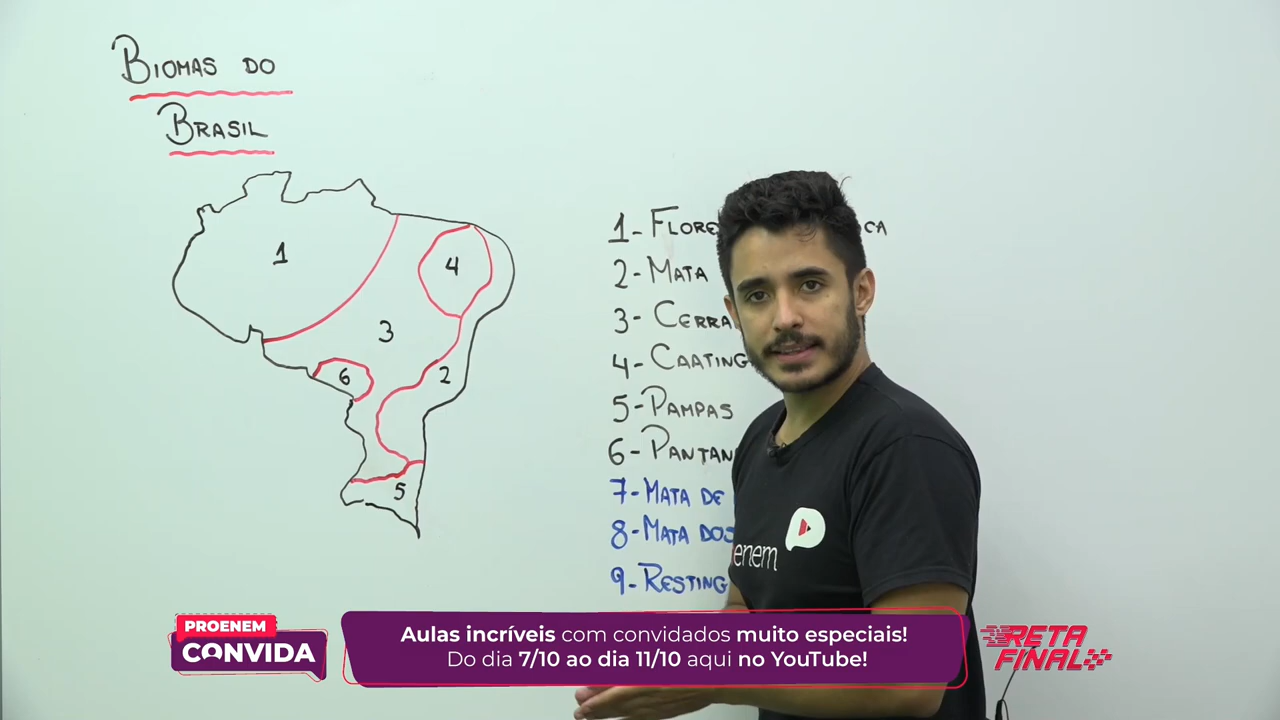 BIOMAS DO
BRASIL
1
4
3
6
2
5
1- FLORE CA
2- MATA
3- CERRA
4- CAATING
5- PAMPAS
6- PANTAN
7- MATA DE
8- MATA DOS
9- RESTING
enem
PROENEM
CONVIDA
Aulas incríveis com convidados muito especiais!
Do dia 7/10 ao dia 11/10 aqui no YouTube!
RETA
FINAL